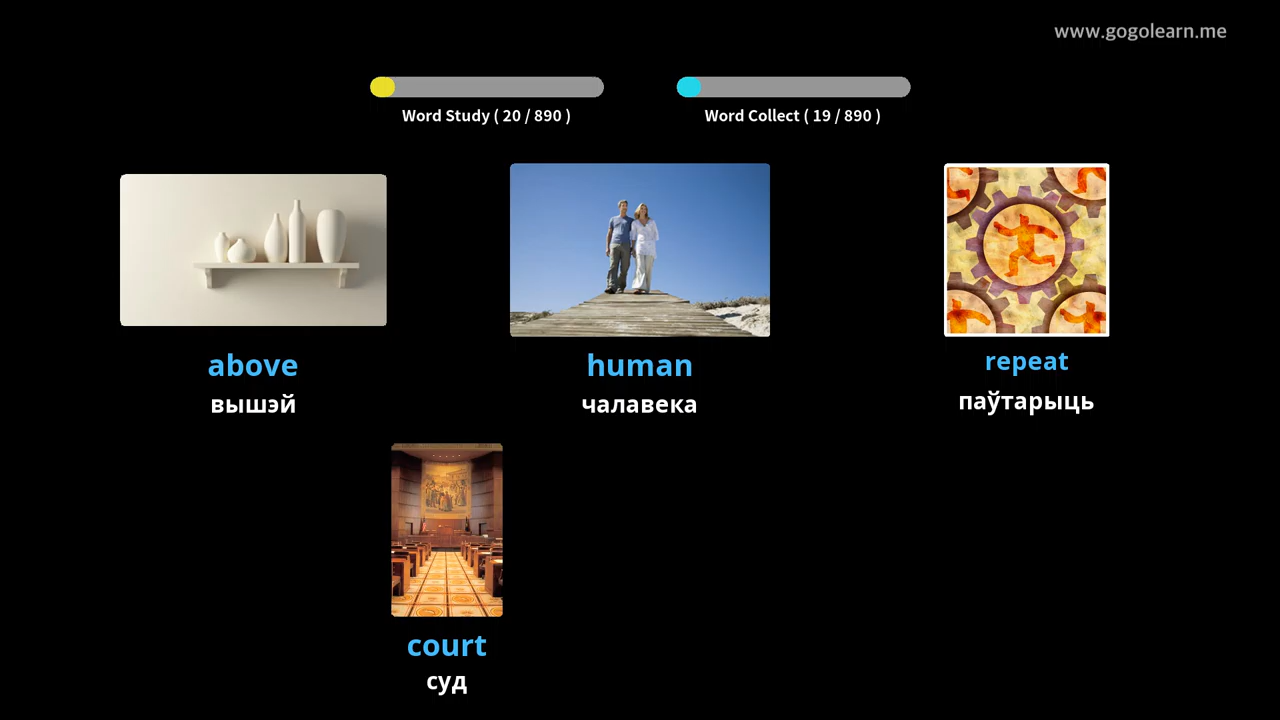 www.gogolearn.me
Word Study ( 20 / 890 )
Word Collect ( 19 / 890 )
above
вышэй
human
чалавека
repeat
паўтарыць
court
суд